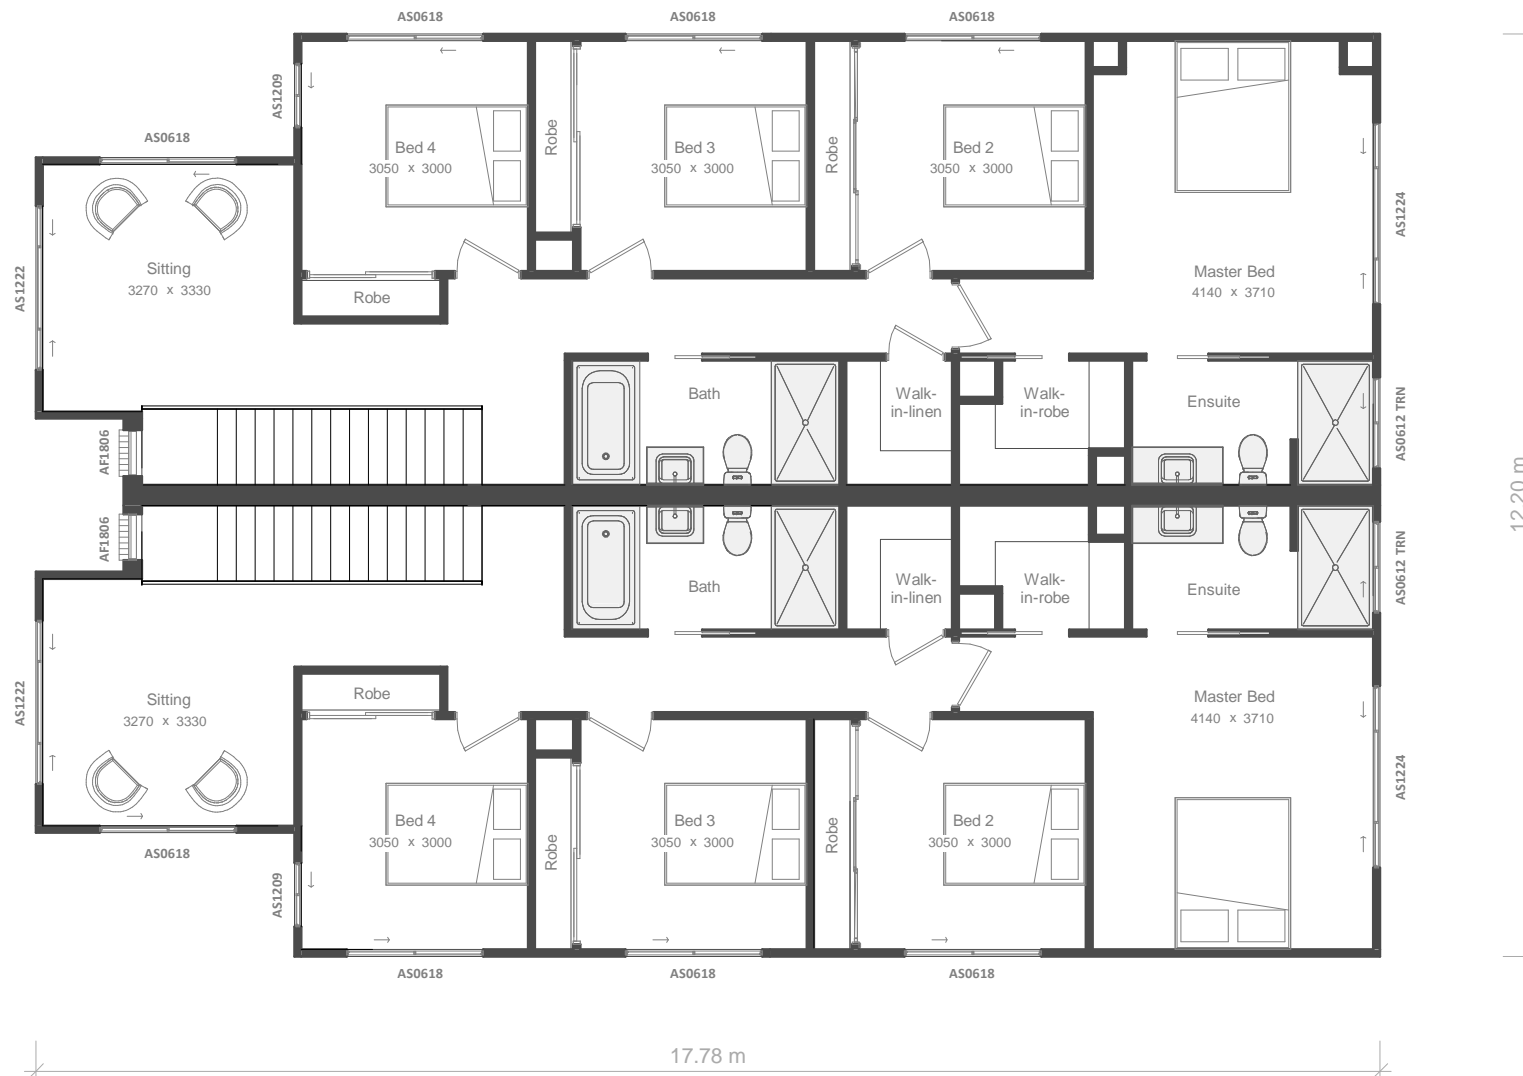 AS0618
AS0618
AS0618
AS1209
AS0618
Bed 4
3050 x 3000
Robe
Bed 3
3050 x 3000
Robe
Bed 2
3050 x 3000
AS1224
Sitting
3270 x 3330
AS1222
Robe
Master Bed
4140 x 3710
Bath
Walk-
in-linen
Walk-
in-robe
Ensuite
AS0612 TRN
AF1806
12.20 m
AF1806
Bath
Walk-
in-linen
Walk-
in-robe
Ensuite
AS0612 TRN
Sitting
3270 x 3330
AS1222
Robe
Master Bed
4140 x 3710
AS1224
Bed 4
3050 x 3000
Robe
Bed 3
3050 x 3000
Robe
Bed 2
3050 x 3000
AS0618
AS1209
AS0618
AS0618
AS0618
17.78 m